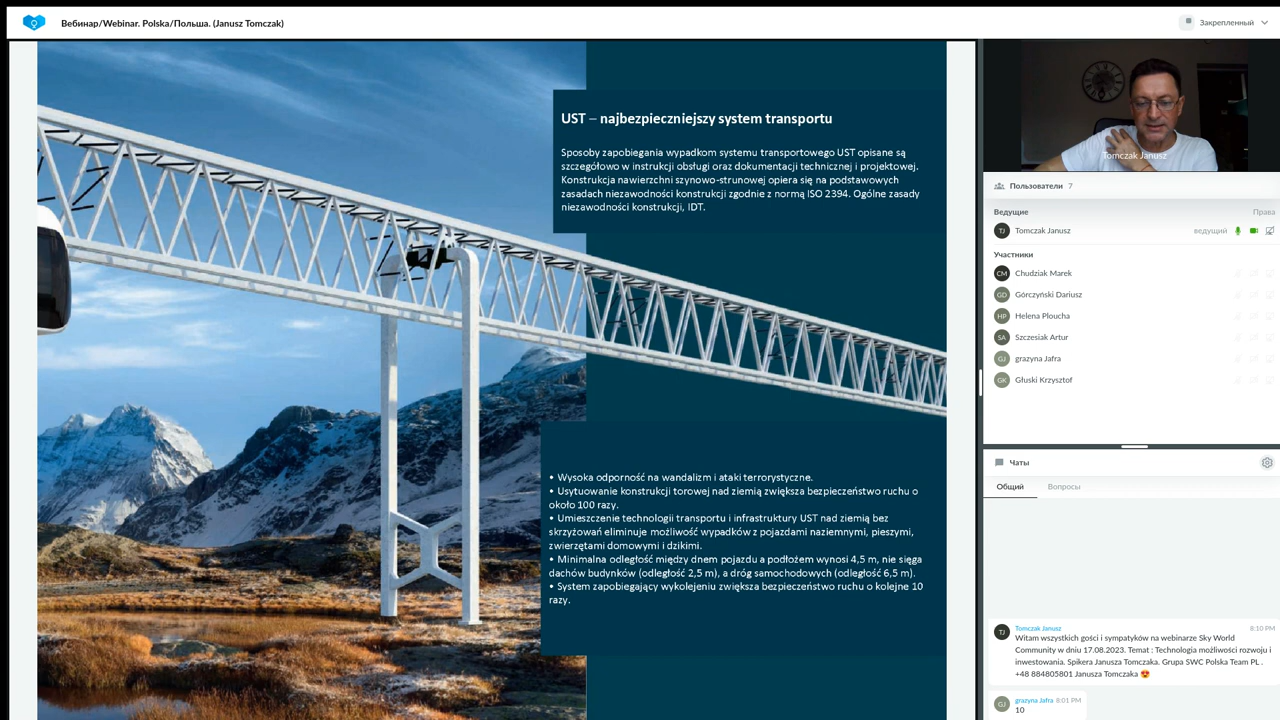 Вебинар/Webinar. Polska/Польша. (Janusz Tomczak)
Закрепленный
UST – najbezpieczniejszy system transportu
Sposoby zapobiegania wypadkom systemu transportowego UST opisane są
szczegółowo w instrukcji obsługi oraz dokumentacji technicznej i projektowej.
Konstrukcja nawierzchni szynowo-strunowej opiera się na podstawowych
zasadach niezawodności konstrukcji zgodnie z normą ISO 2394. Ogólne zasady
niezawodności konstrukcji, IDT.
• Wysoka odporność na wandalizm i ataki terrorystyczne.
• Usytuowanie konstrukcji torowej nad ziemią zwiększa bezpieczeństwo ruchu o
około 100 razy.
• Umieszczenie technologii transportu i infrastruktury UST nad ziemią bez
skrzyżowań eliminuje możliwość wypadków z pojazdami naziemnymi, pieszymi,
zwierzętami domowymi i dzikimi.
• Minimalna odległość między dnem pojazdu a podłożem wynosi 4,5 m, nie sięga
dachów budynków (odległość 2,5 m), a dróg samochodowych (odległość 6,5 m).
• System zapobiegający wykolejeniu zwiększa bezpieczeństwo ruchu o kolejne 10
razy.
Tomczak Janusz
Пользователи 7
Ведущие Права
TJ Tomczak Janusz ведущий
Участники
CM Chudziak Marek
GD Górczyński Dariusz
HP Helena Ploucha
SA Szczesiak Artur
GJ grazyna Jafra
GK Głuski Krzysztof
Чаты
Общий Вопросы
TJ Tomczak Janusz 8:10 PM
Witam wszystkich gości i sympatyków na webinarze Sky World
Community w dniu 17.08.2023. Temat : Technologia możliwości rozwoju i
inwestowania. Spikera Janusza Tomczaka. Grupa SWC Polska Team PL .
+48 884805801 Janusza Tomczaka 😍
GJ grazyna Jafra 8:01 PM
10